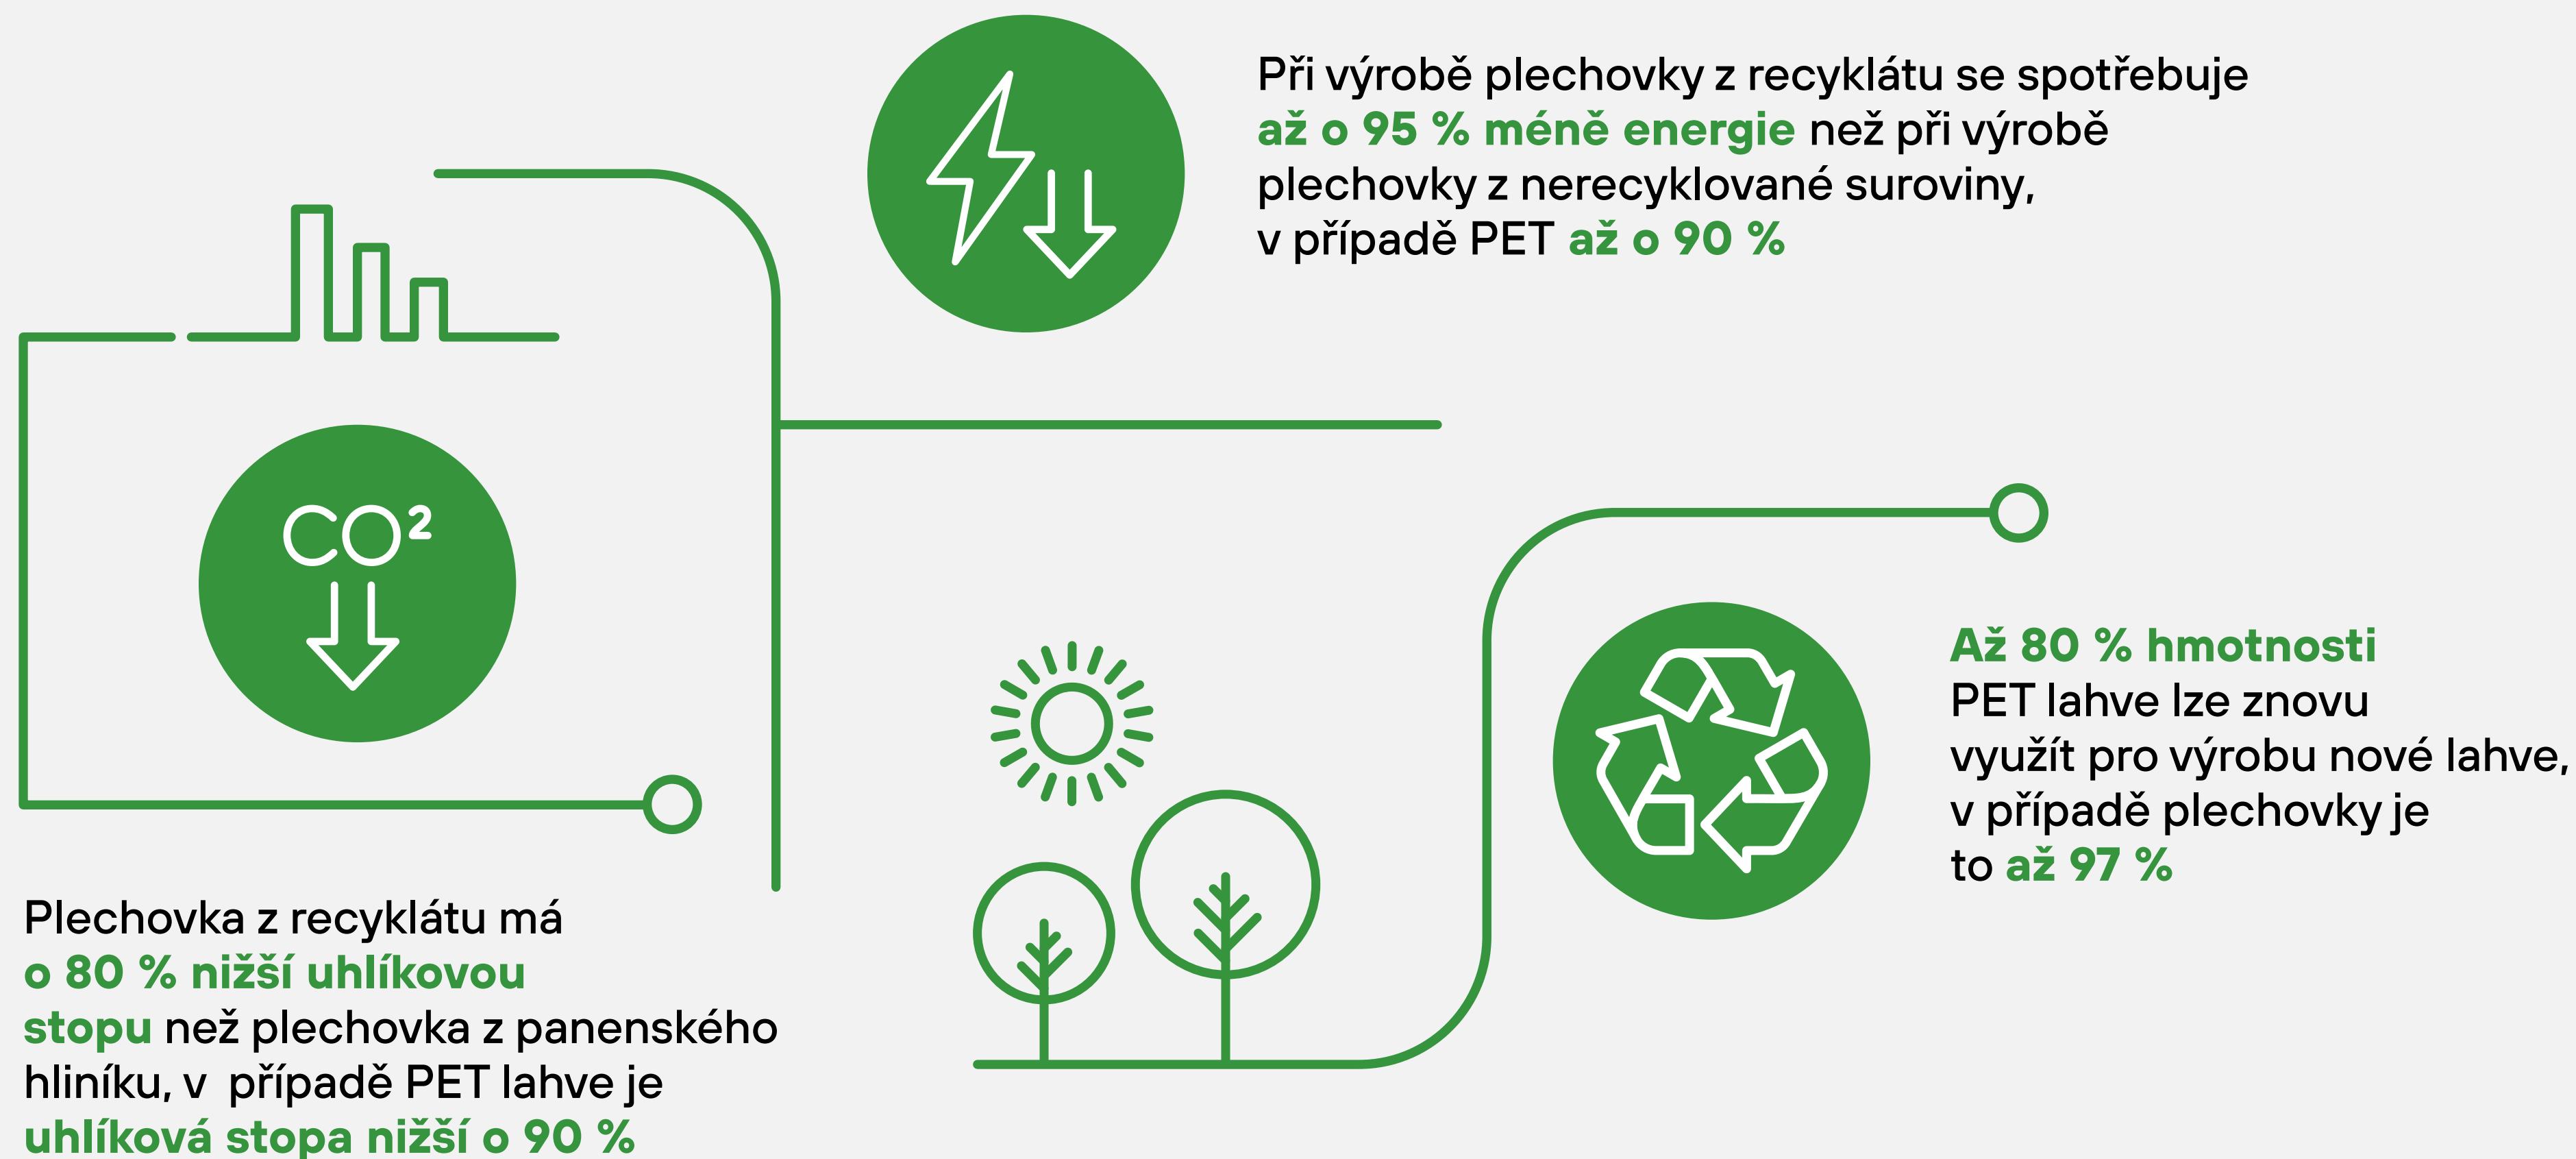 Při výrobě plechovky z recyklátu se spotřebuje
až o 95 % méně energie než při výrobě
plechovky z nerecyklované suroviny,
v případě PET až o 90 %
CO²
Až 80 % hmotnosti
PET lahve lze znovu
využít pro výrobu nové lahve,
v případě plechovky je
to až 97 %
Plechovka z recyklátu má
o 80 % nižší uhlíkovou
stopu než plechovka z panenského
hliníku, v případě PET lahve je
uhlíková stopa nižší o 90 %